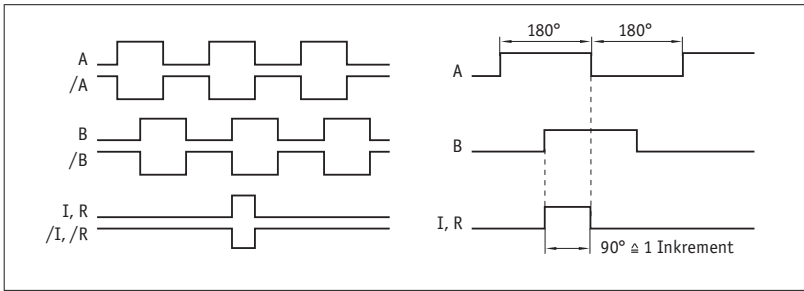 A
/A
B
/B
I, R
/I, /R
180° 180°
A
B
I, R
90° ≙ 1 Inkrement